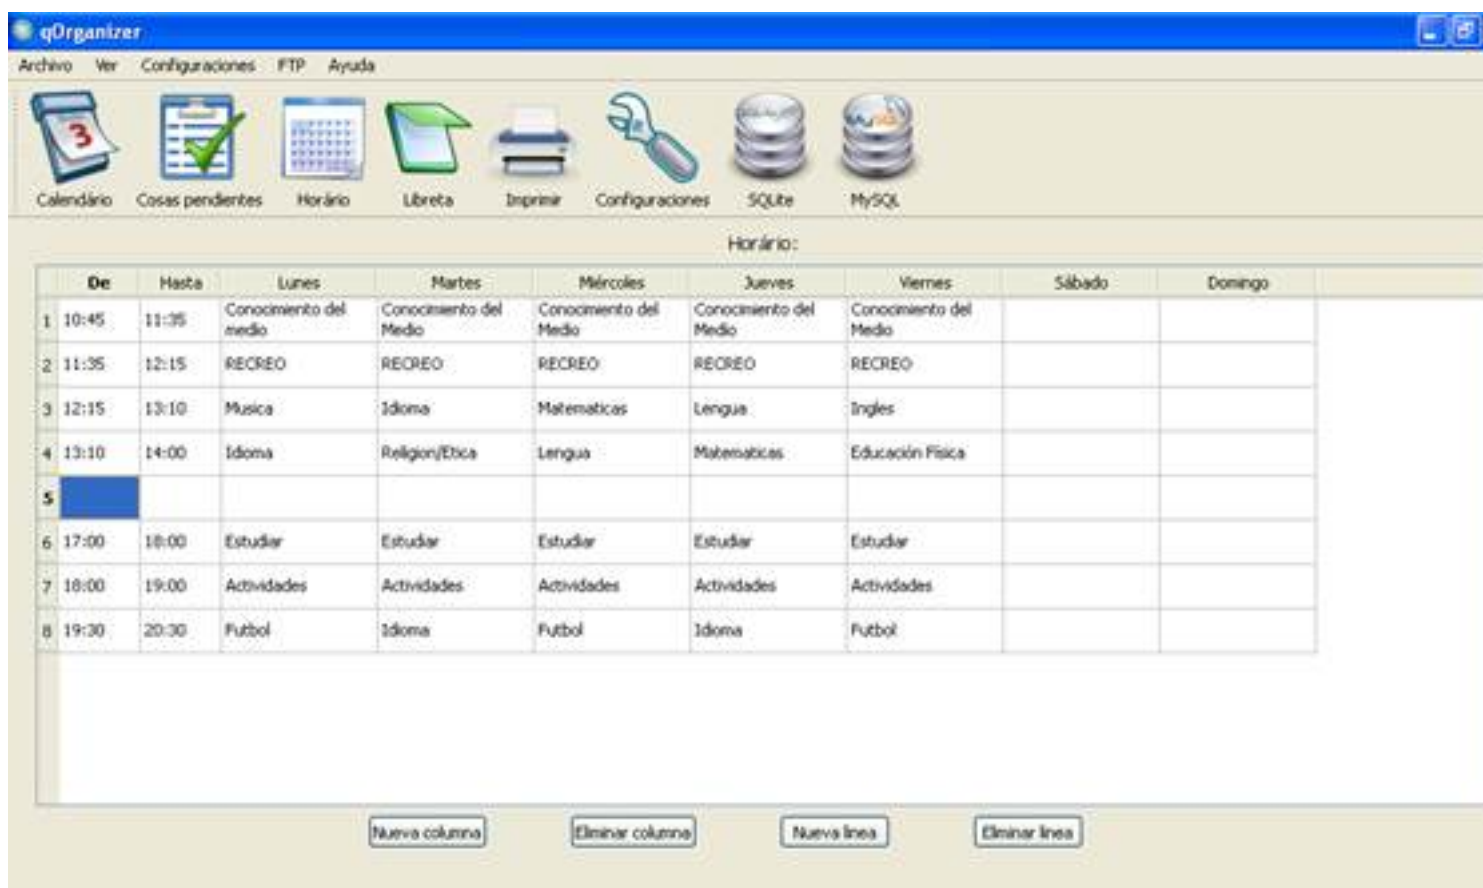 qOrganizer
Archivo Ver Configuraciones FTP Ayuda
3
Calendário Cosas pendientes Horário Libreta Imprimir Configuraciones SQLite MySQL
Horário:
De Hasta Lunes Martes Miércoles Jueves Viernes Sábado Domingo
1 10:45 11:35 Conocimiento del medio Conocimiento del Medio Conocimiento del Medio Conocimiento del Medio Conocimiento del Medio
2 11:35 12:15 RECREO RECREO RECREO RECREO RECREO
3 12:15 13:10 Musica Idioma Matematicas Lengua Ingles
4 13:10 14:00 Idioma Religion/Etica Lengua Matematicas Educación Física
5
6 17:00 18:00 Estudiar Estudiar Estudiar Estudiar Estudiar
7 18:00 19:00 Actividades Actividades Actividades Actividades Actividades
8 19:30 20:30 Futbol Idioma Futbol Idioma Futbol
Nueva columna Eliminar columna Nueva linea Eliminar linea